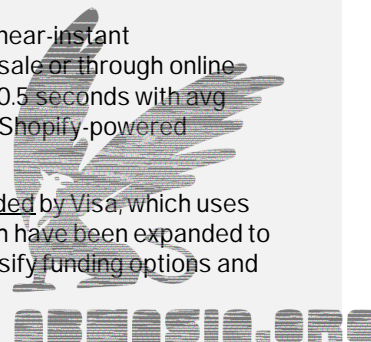 near-instant
sale or through online
0.5 seconds with avg
Shopify-powered
ded by Visa, which uses
h have been expanded to
sify funding options and